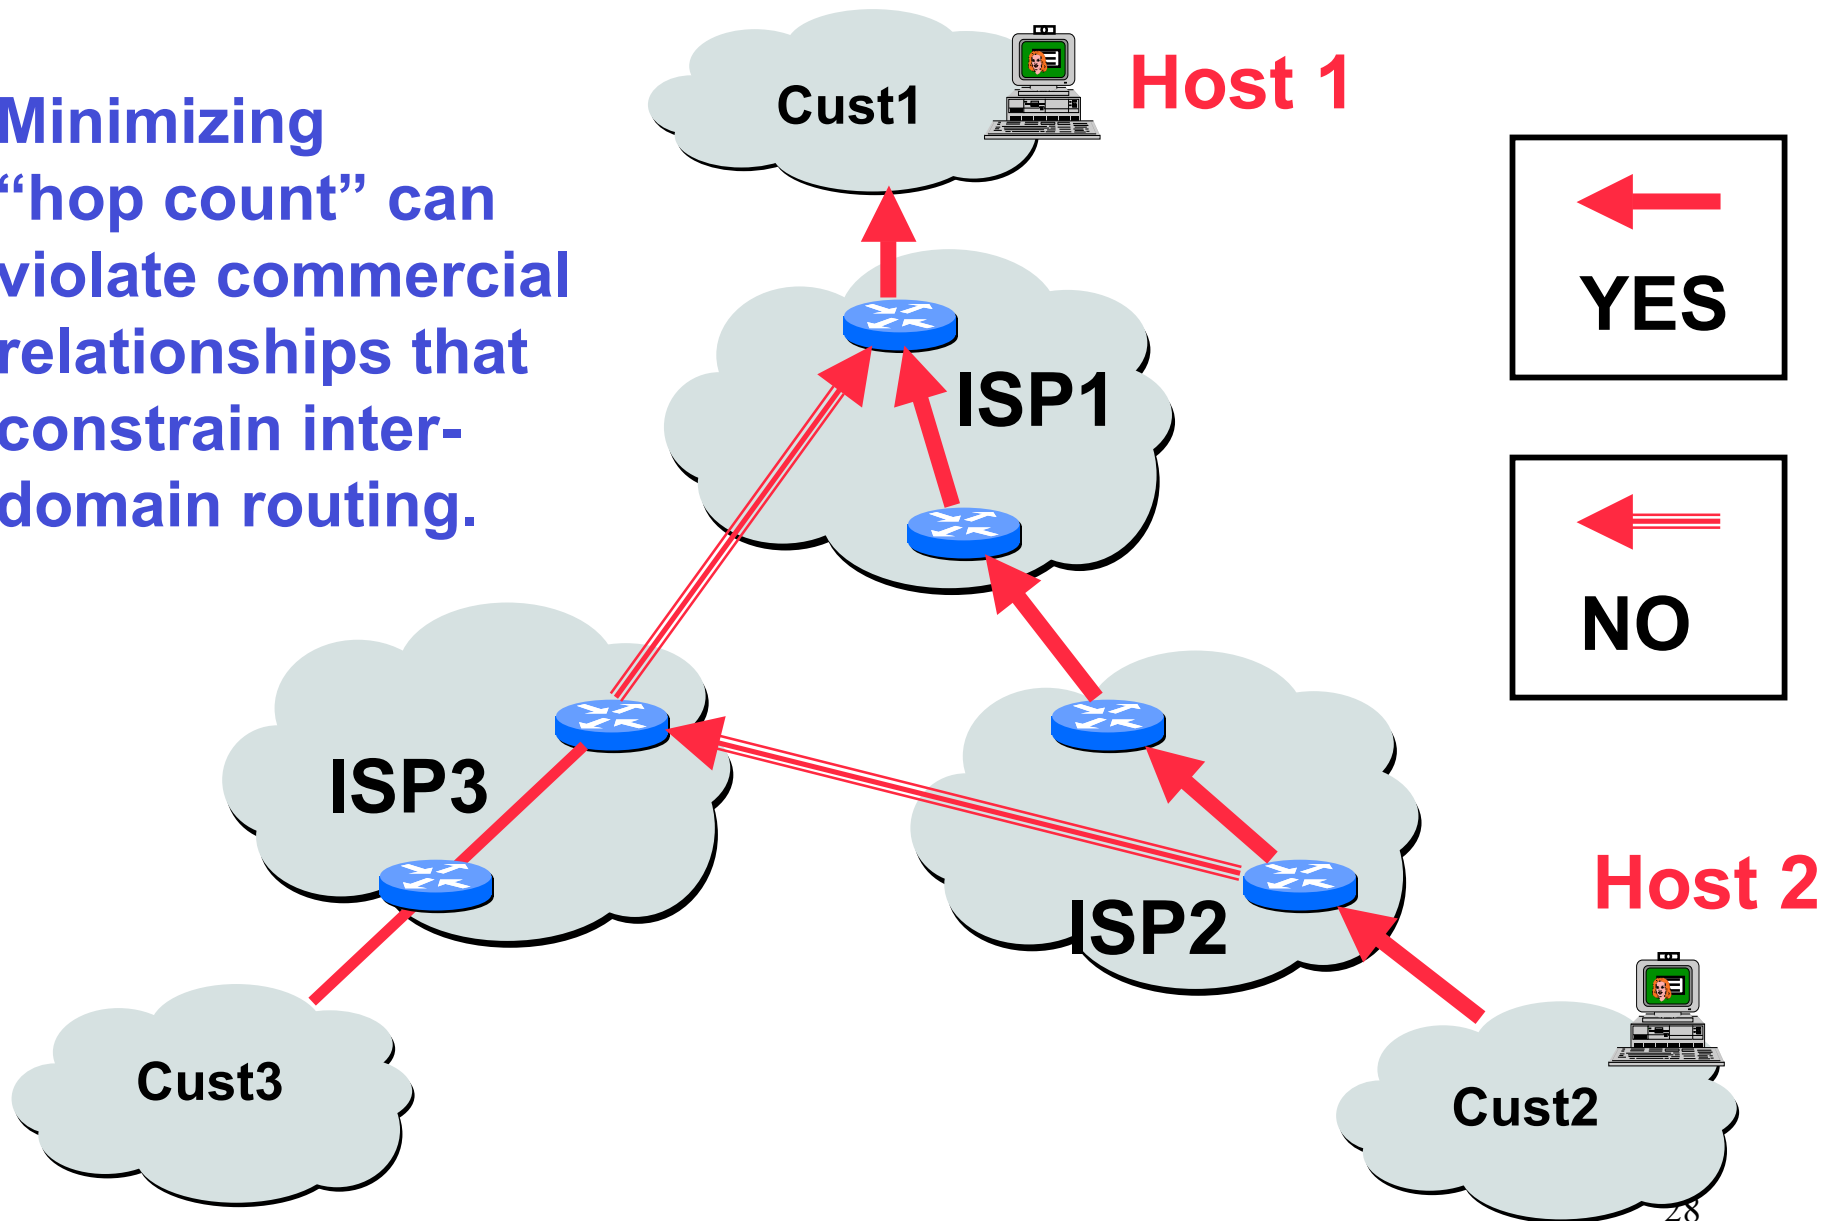 Minimizing
“hop count” can
violate commercial
relationships that
constrain inter-
domain routing.
Cust1
Host 1
YES
ISP1
NO
ISP3
ISP2
Host 2
Cust3
Cust2
28